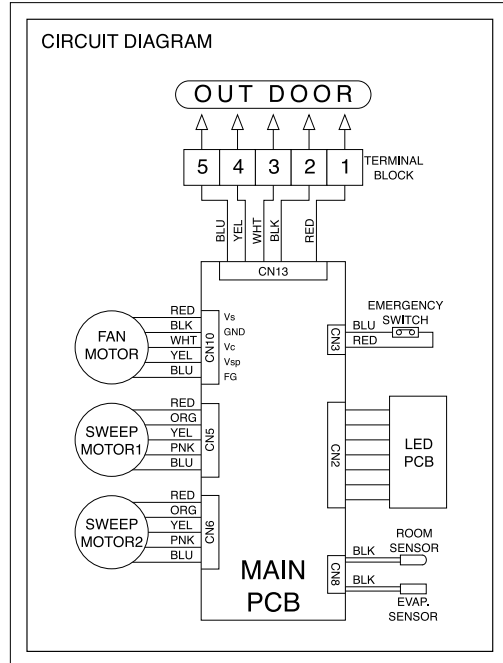 CIRCUIT DIAGRAM
OUT DOOR
5 4 3 2 1
TERMINAL
BLOCK
BLU
YEL
WHT
BLK
RED
CN13
FAN
MOTOR
RED
BLK
WHT
YEL
BLU
CN10
Vs
GND
Vc
Vsp
FG
EMERGENCY
SWITCH
BLU
RED
CN3
SWEEP
MOTOR1
RED
ORG
YEL
PNK
BLU
CN5
CN2
LED
PCB
SWEEP
MOTOR2
RED
ORG
YEL
PNK
BLU
CN6
MAIN
PCB
CN8
BLK
BLK
ROOM
SENSOR
EVAP.
SENSOR